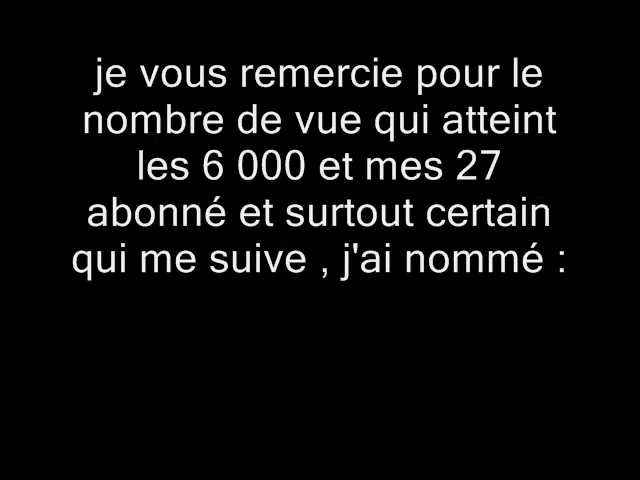 je vous remercie pour le
nombre de vue qui atteint
les 6 000 et mes 27
abonné et surtout certain
qui me suive , j'ai nommé :